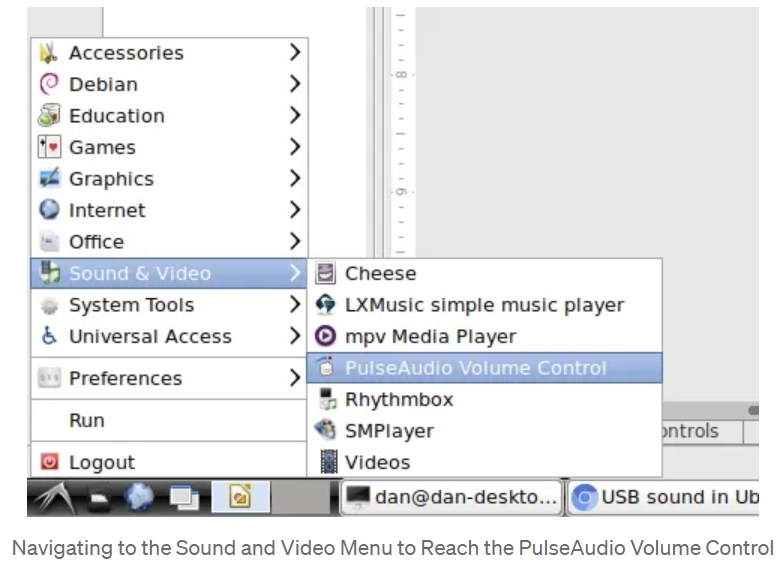 Accessories
Debian
Education
Games
Graphics
Internet
Office
Sound & Video
System Tools
Universal Access
Preferences
Run
Logout
Cheese
LXMusic simple music player
mpv Media Player
PulseAudio Volume Control
Rhythmbox
SMPlayer
Videos
8
9
ontrols
dan@dan-deskto...
USB sound in Ub
Navigating to the Sound and Video Menu to Reach the PulseAudio Volume Control